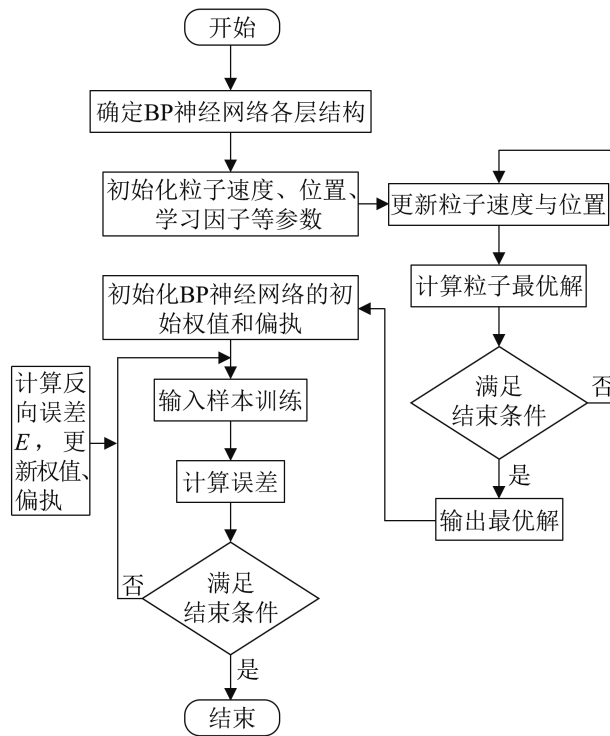 开始
确定BP神经网络各层结构
初始化粒子速度、位置、
学习因子等参数
更新粒子速度与位置
计算粒子最优解
满足
结束条件
否
是
输出最优解
初始化BP神经网络的初
始权值和偏执
输入样本训练
计算误差
满足
结束条件
否
计算反
向误差
E，更
新权值、
偏执
是
结束